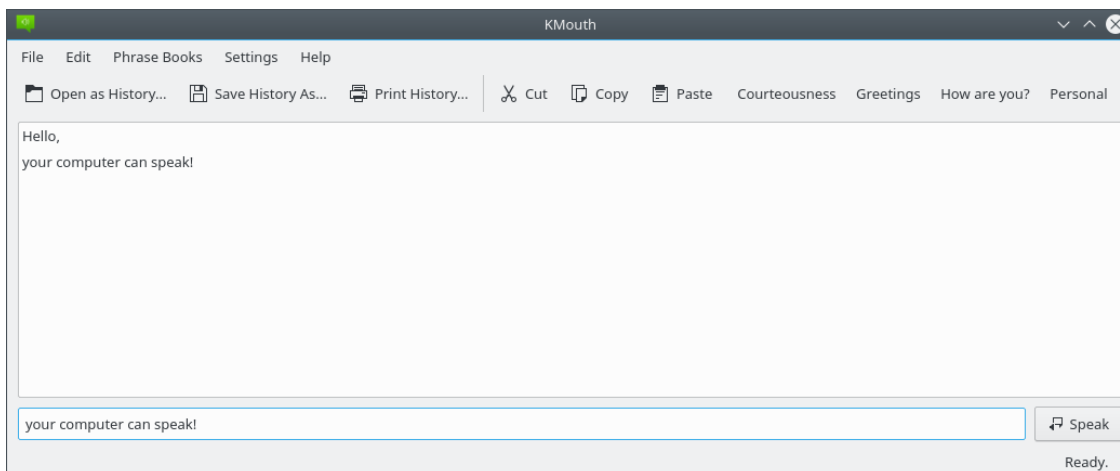 KMouth
File Edit Phrase Books Settings Help
Open as History... Save History As... Print History... Cut Copy Paste Courteousness Greetings How are you? Personal
Hello,
your computer can speak!
your computer can speak! Speak
Ready.